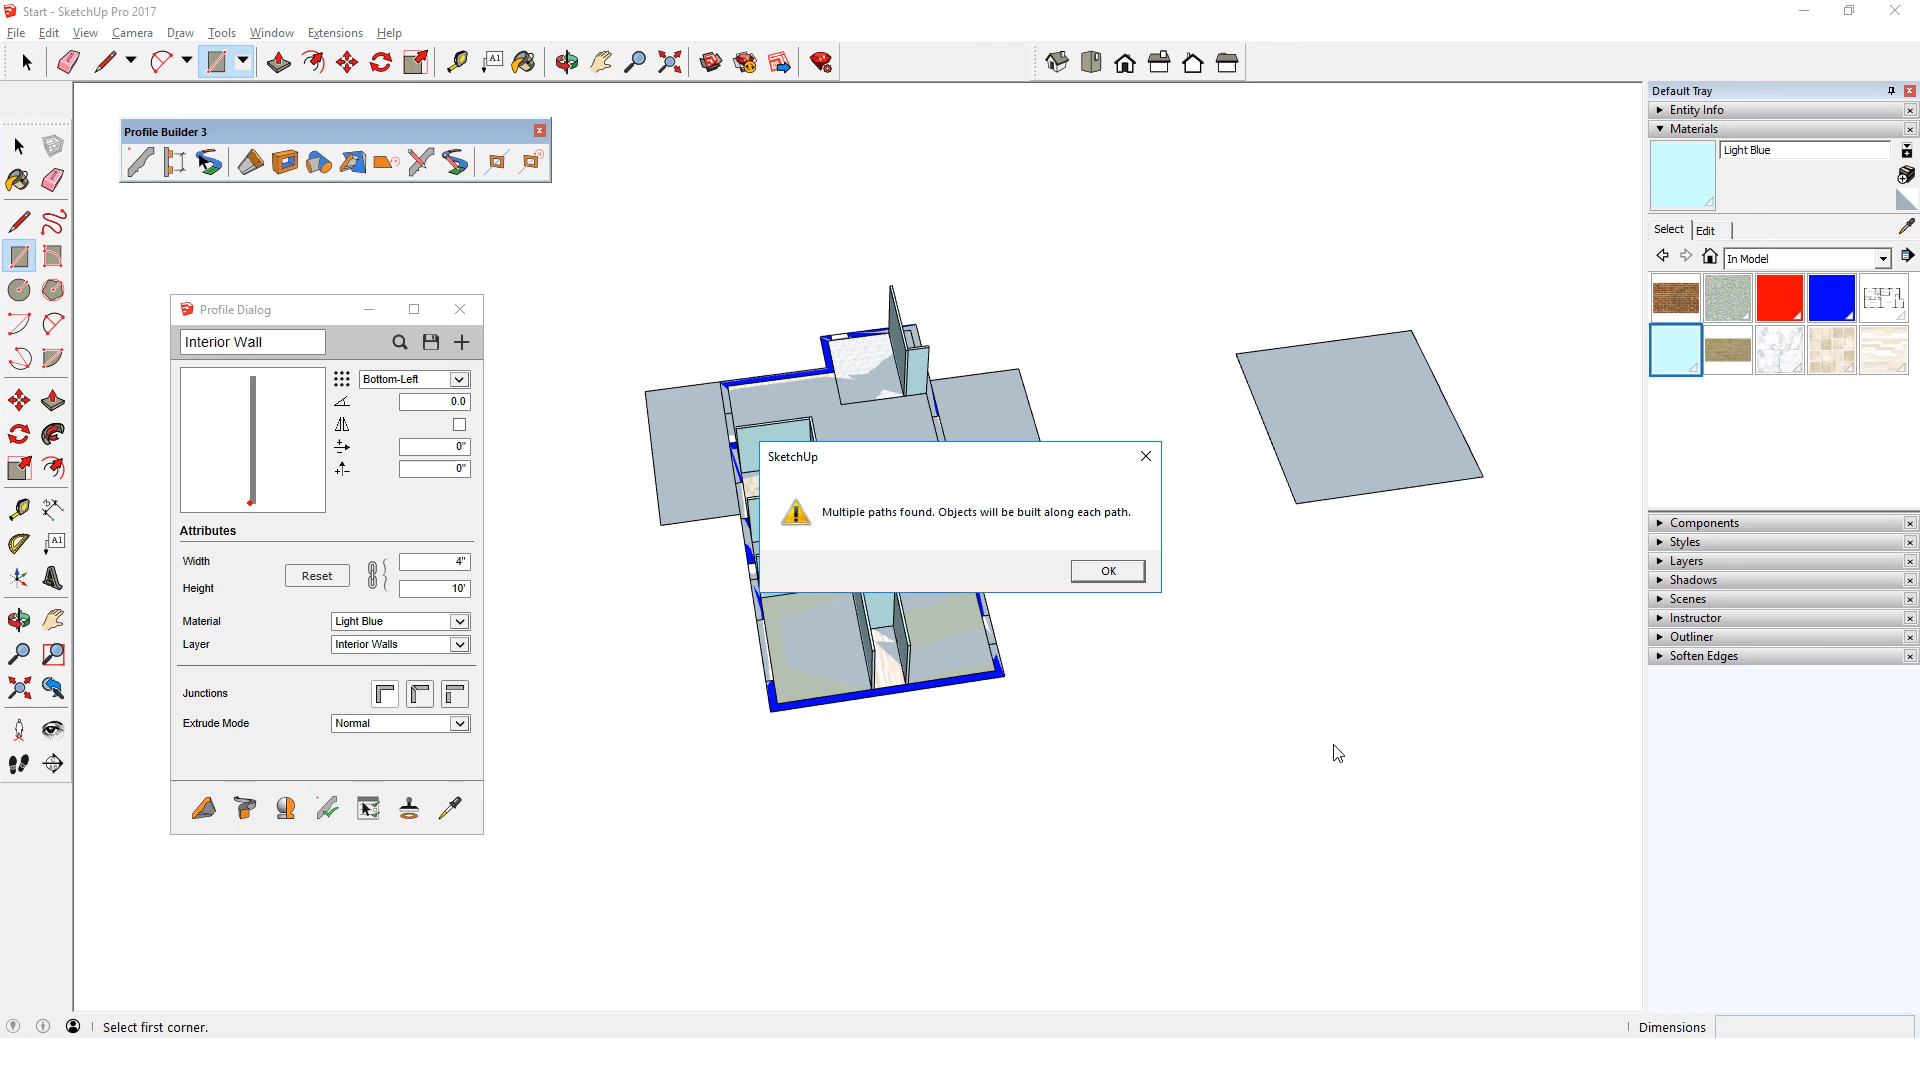 Start - SketchUp Pro 2017
File Edit View Camera Draw Tools Window Extensions Help
A1
Default Tray
Entity Info
Materials
Profile Builder 3
Light Blue
Select Edit
In Model
Profile Dialog
Interior Wall
Bottom-Left
0.0
0"
0"
SketchUp
Multiple paths found. Objects will be built along each path.
OK
Components
Styles
Layers
Shadows
Scenes
Instructor
Outliner
Soften Edges
A1
Attributes
Width 4"
Reset
Height 10'
Material Light Blue
Layer Interior Walls
Junctions
Extrude Mode Normal
Select first corner.
Dimensions